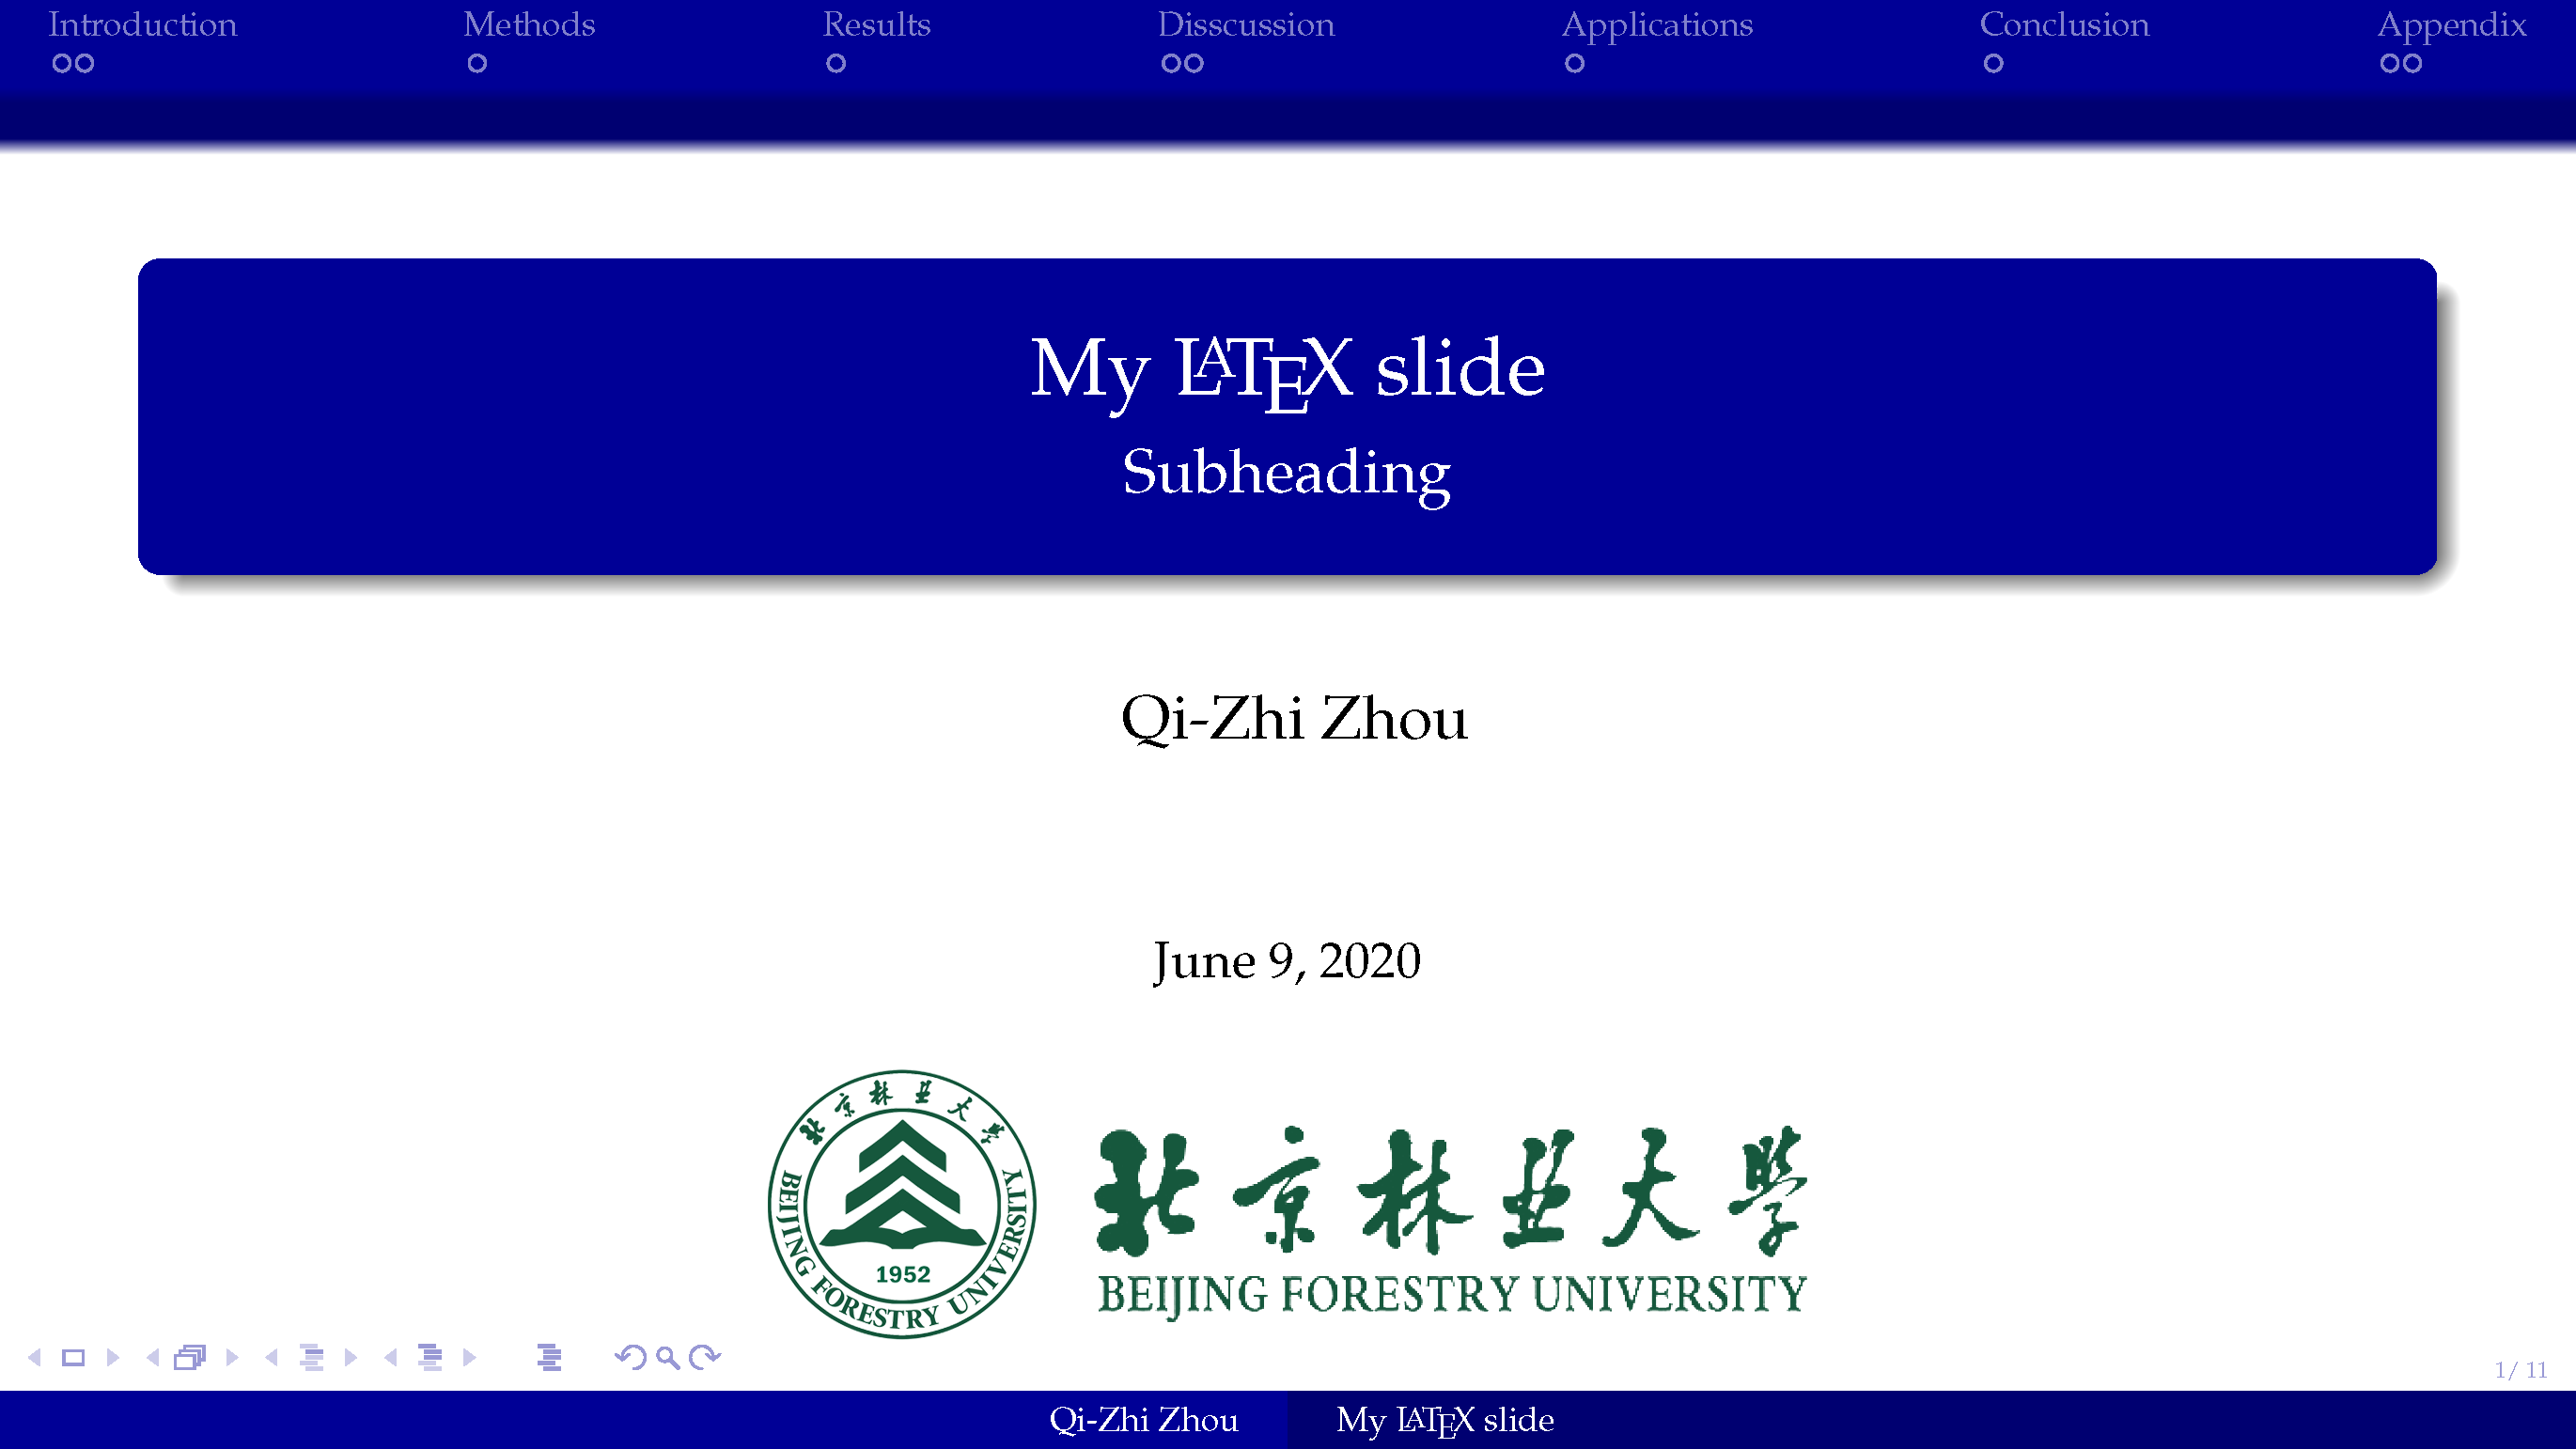 Introduction Methods Results Disscussion Applications Conclusion Appendix
My LATEX slide
Subheading
Qi-Zhi Zhou
June 9, 2020
北京林业大学
BEIJING FORESTRY UNIVERSITY
1952
北京林业大学
BEIJING FORESTRY UNIVERSITY
1/ 11
Qi-Zhi Zhou My LATEX slide